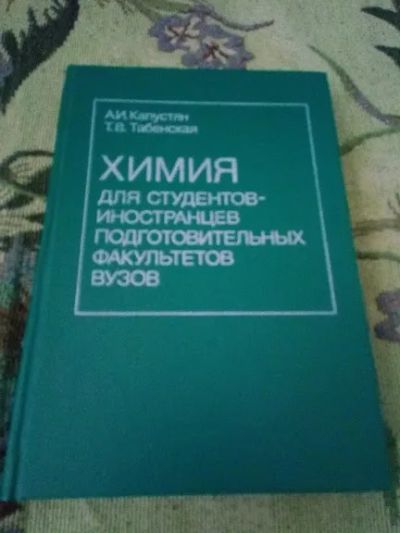 А.И. Капустян
Т.В. Табенская
ХИМИЯ
ДЛЯ СТУДЕНТОВ-
ИНОСТРАНЦЕВ
ПОДГОТОВИТЕЛЬНЫХ
ФАКУЛЬТЕТОВ
ВУЗОВ